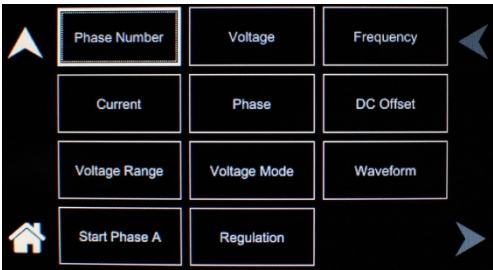 Phase Number
Voltage
Frequency
Current
Phase
DC Offset
Voltage Range
Voltage Mode
Waveform
Start Phase A
Regulation